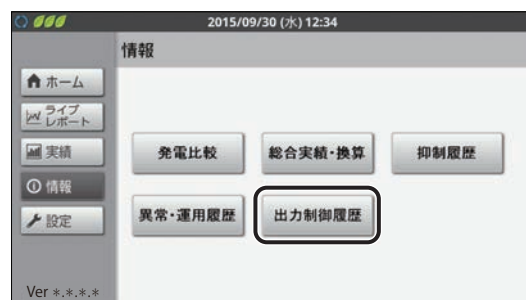 2015/09/30 (水) 12:34
情報
ホーム
ライブ
レポート
実績
情報
設定
発電比較
総合実績・換算
抑制履歴
異常・運用履歴
出力制御履歴
Ver *.*.*.*